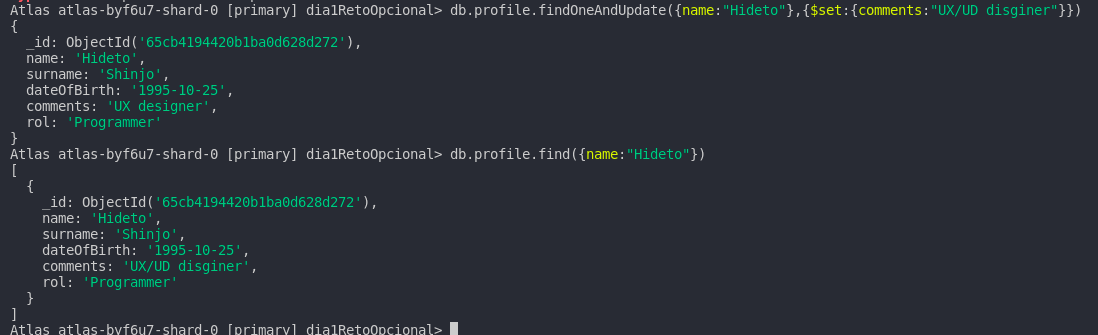 Atlas atlas-byf6u7-shard-0 [primary] dia1RetoOpcional> db.profile.findOneAndUpdate({name:"Hideto"},{$set:{comments:"UX/UD disginer"}})
{
  _id: ObjectId('65cb4194420b1ba0d628d272'),
  name: 'Hideto',
  surname: 'Shinjo',
  dateOfBirth: '1995-10-25',
  comments: 'UX designer',
  rol: 'Programmer'
}
Atlas atlas-byf6u7-shard-0 [primary] dia1RetoOpcional> db.profile.find({name:"Hideto"})
[
  {
    _id: ObjectId('65cb4194420b1ba0d628d272'),
    name: 'Hideto',
    surname: 'Shinjo',
    dateOfBirth: '1995-10-25',
    comments: 'UX/UD disginer',
    rol: 'Programmer'
  }
]
Atlas atlas-byf6u7-shard-0 [primary] dia1RetoOpcional>